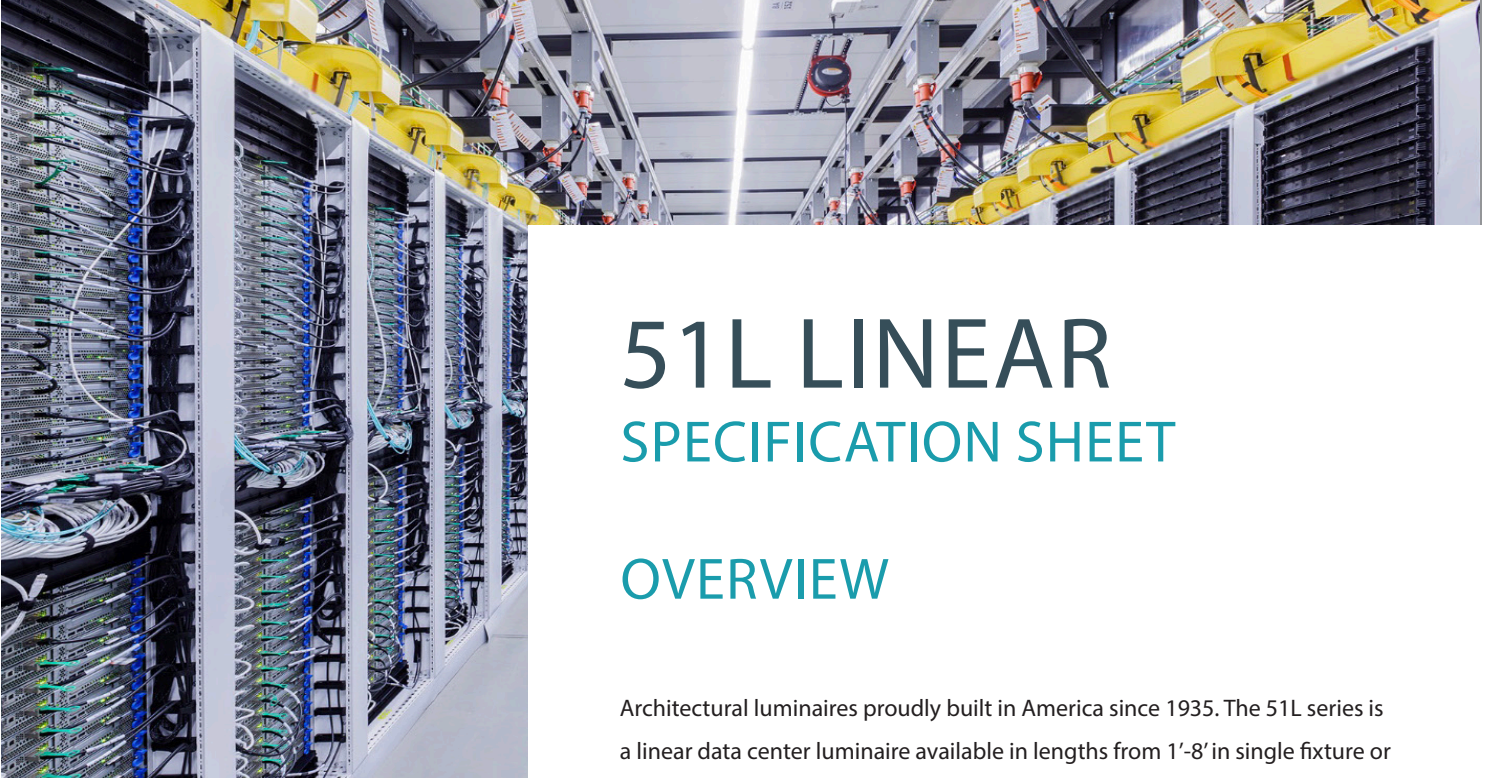 51L LINEAR
SPECIFICATION SHEET
OVERVIEW
Architectural luminaires proudly built in America since 1935. The 51L series is
a linear data center luminaire available in lengths from 1’-8’ in single fixture or